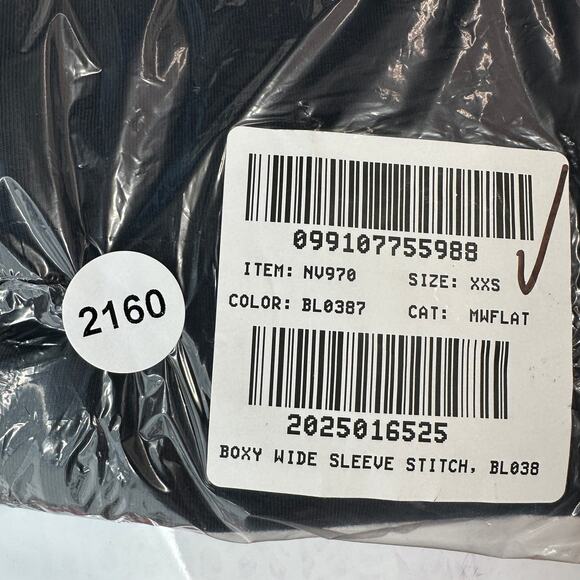 099107755988
ITEM: NV970 SIZE: XXS
COLOR: BL0387 CAT: MWFLAT
2025016525
BOXY WIDE SLEEVE STITCH, BL038
2160